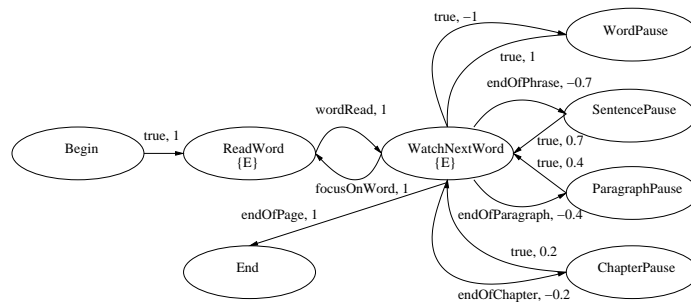 true, −1
WordPause
true, 1
endOfPhrase, −0.7
wordRead, 1
SentencePause
true, 1
true, 0.7
Begin
ReadWord
{E}
WatchNextWord
{E}
true, 0.4
focusOnWord, 1
ParagraphPause
endOfPage, 1
endOfParagraph, −0.4
true, 0.2
End
ChapterPause
endOfChapter, −0.2